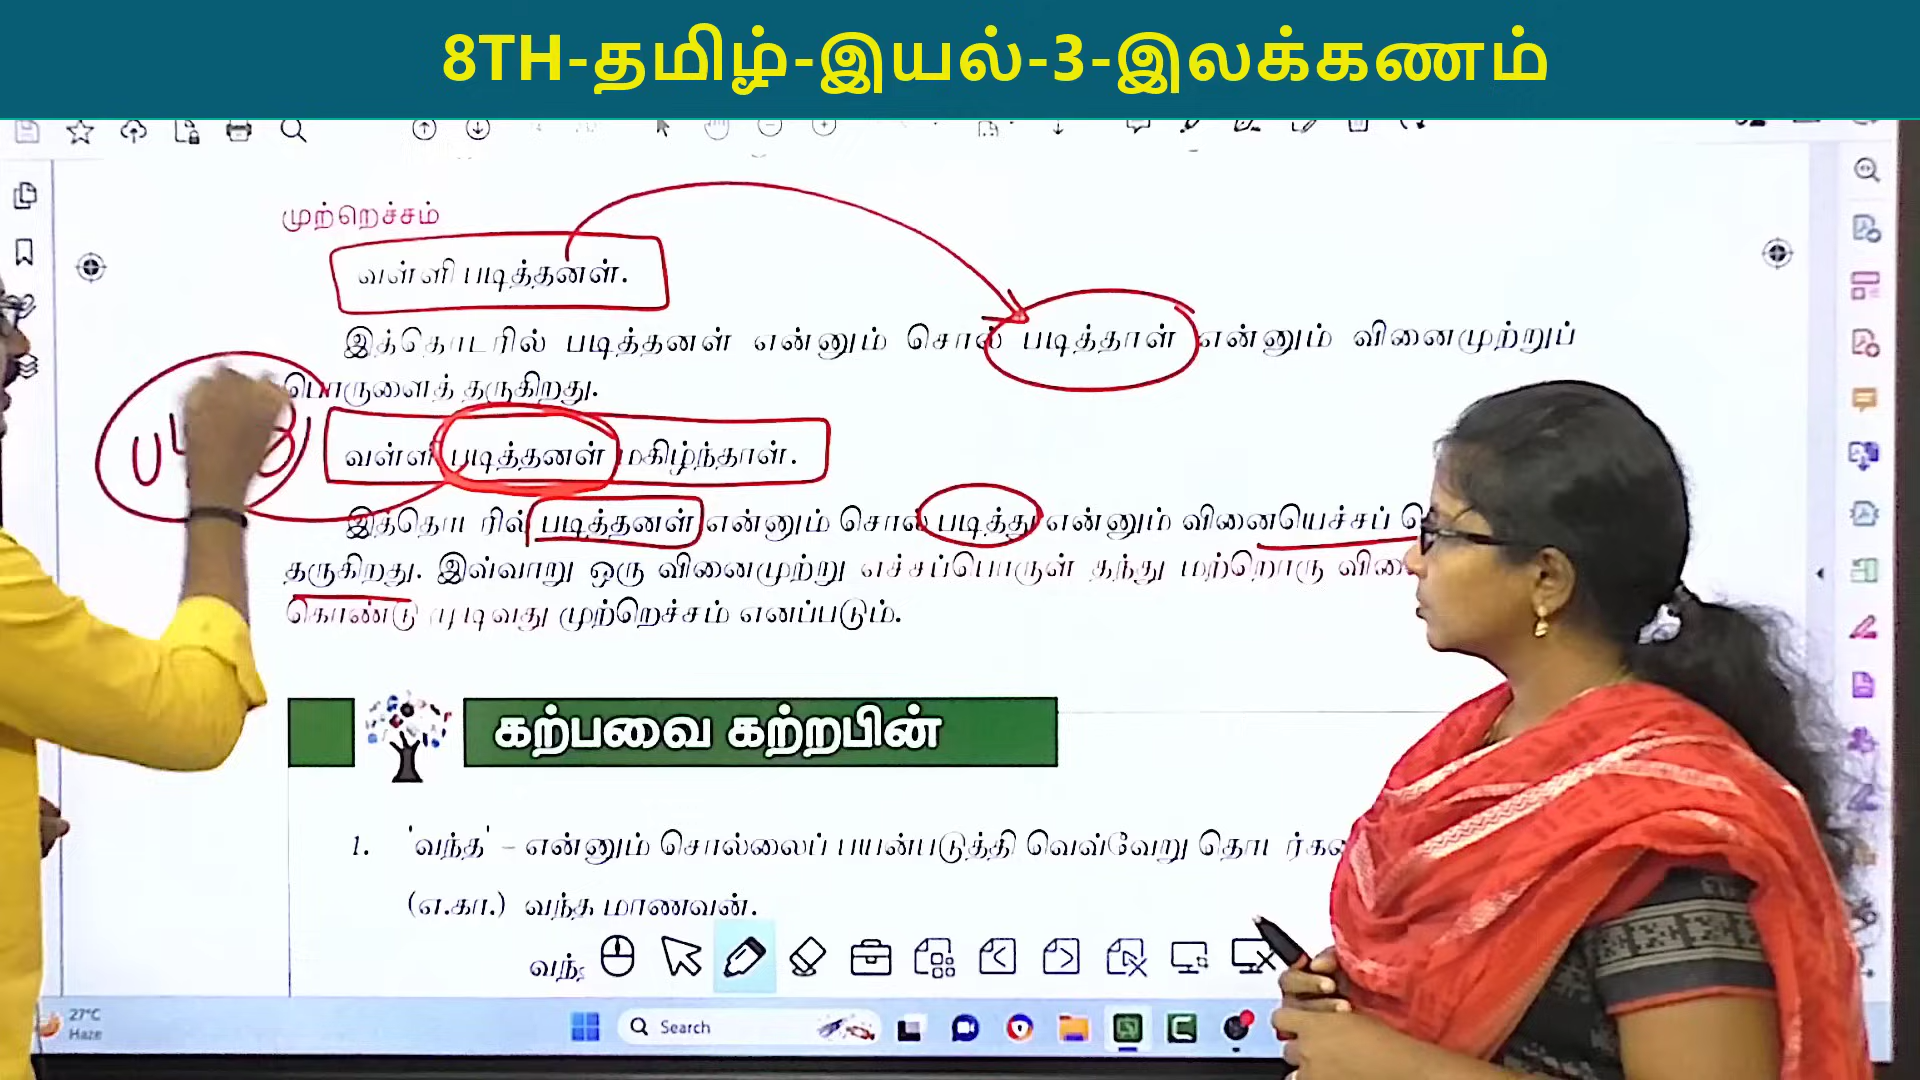 8TH-தமிழ்-இயல்-3-இலக்கணம்
முற்றெச்சம்
வள்ளி படித்தனள்.
இத்தொடரில் படித்தனள் என்னும் சொல் படித்தாள் என்னும் வினைமுற்றுப்
பொருளைத் தருகிறது.
வள்ளி படித்தனள் மகிழ்ந்தாள்.
இத்தொடரில் படித்தனள் என்னும் சொல் படித்து என்னும் வினையெச்சப்
தருகிறது. இவ்வாறு ஒரு வினைமுற்று எச்சப்பொருள் தந்து மற்றொரு
கொண்டு முடிவது முற்றெச்சம் எனப்படும்.
கற்பவை கற்றபின்
1. 'வந்த' – என்னும் சொல்லைப் பயன்படுத்தி வெவ்வேறு
(எ.கா.) வந்த மாணவன்.
27°C
Haze
Search